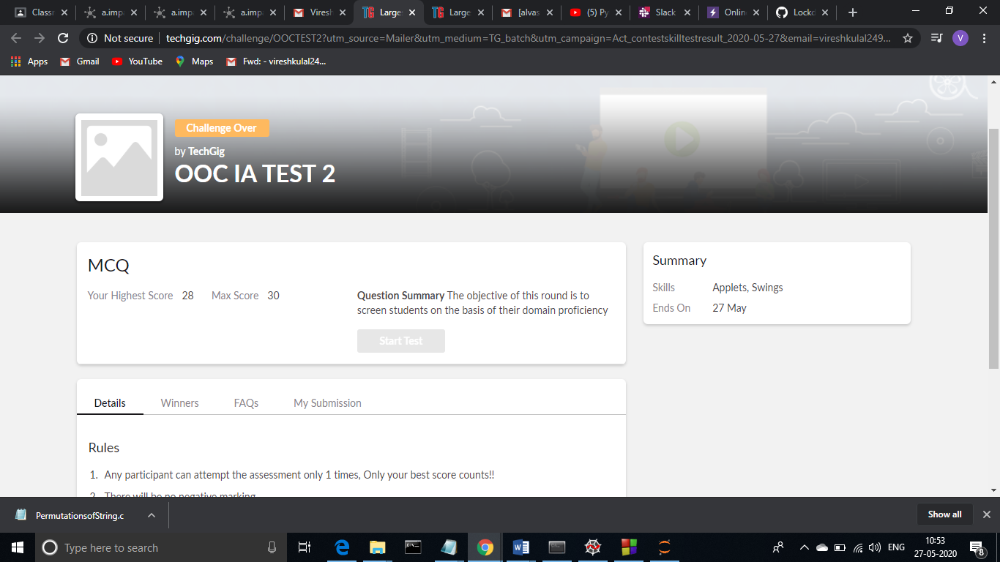 Classr
a.imp
a.imp
a.imp
Viresh
Large
Large
[alvas
(5) Py
Slack
Onlin
Lockd
Not secure
techgig.com/challenge/OOCTEST2?utm_source=Mailer&utm_medium=TG_batch&utm_campaign=Act_contestskilltestresult_2020-05-27&email=vireshkulal249...
V
Apps
Gmail
YouTube
Maps
Fwd: - vireshkulal24...
Challenge Over
by TechGig
OOC IA TEST 2
MCQ
Your Highest Score 28 Max Score 30
Question Summary The objective of this round is to
screen students on the basis of their domain proficiency
Start Test
Summary
Skills Applets, Swings
Ends On 27 May
Details Winners FAQs My Submission
Rules
1. Any participant can attempt the assessment only 1 times, Only your best score counts!!
2. There will be no negative marking
PermutationsofString.c
Show all
Type here to search
ENG
10:53
27-05-2020
8